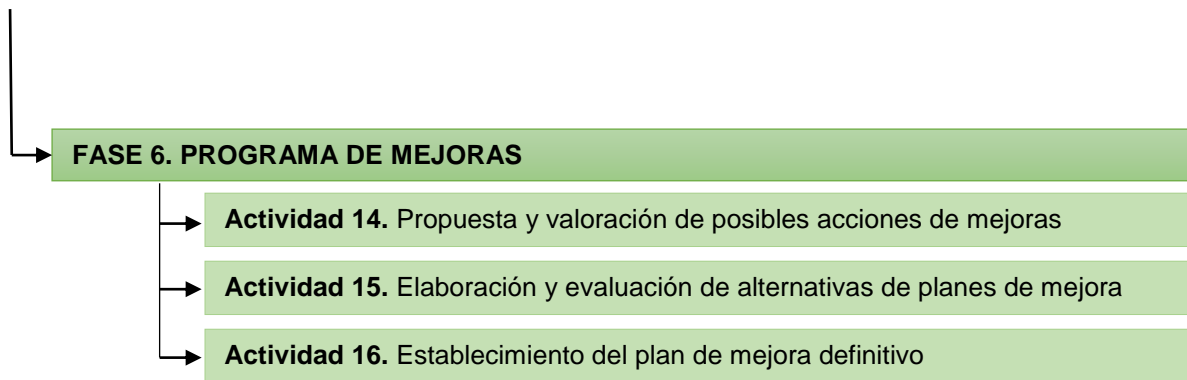 FASE 6. PROGRAMA DE MEJORAS
Actividad 14. Propuesta y valoración de posibles acciones de mejoras
Actividad 15. Elaboración y evaluación de alternativas de planes de mejora
Actividad 16. Establecimiento del plan de mejora definitivo